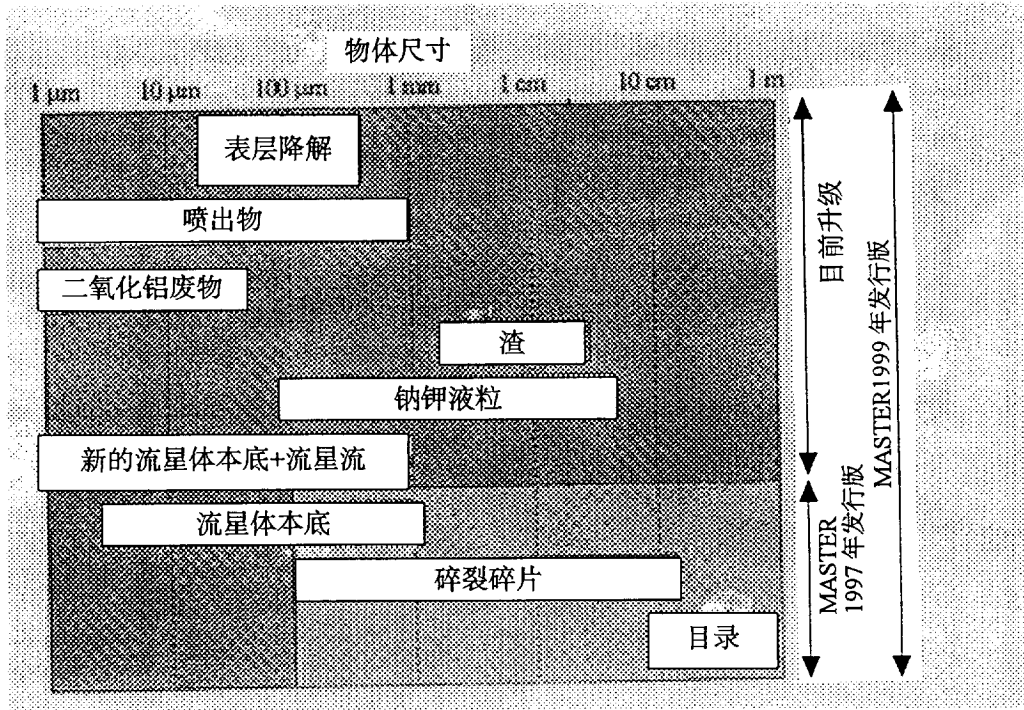 物体尺寸
1 μm 10 μm 100 μm 1 mm 1 cm 10 cm 1 m
表层降解
喷出物
二氧化铝废物
渣
钠钾液粒
新的流星体本底+流星流
流星体本底
碎裂碎片
目录
目前升级
MASTER
1997 年发行版
MASTER1999 年发行版